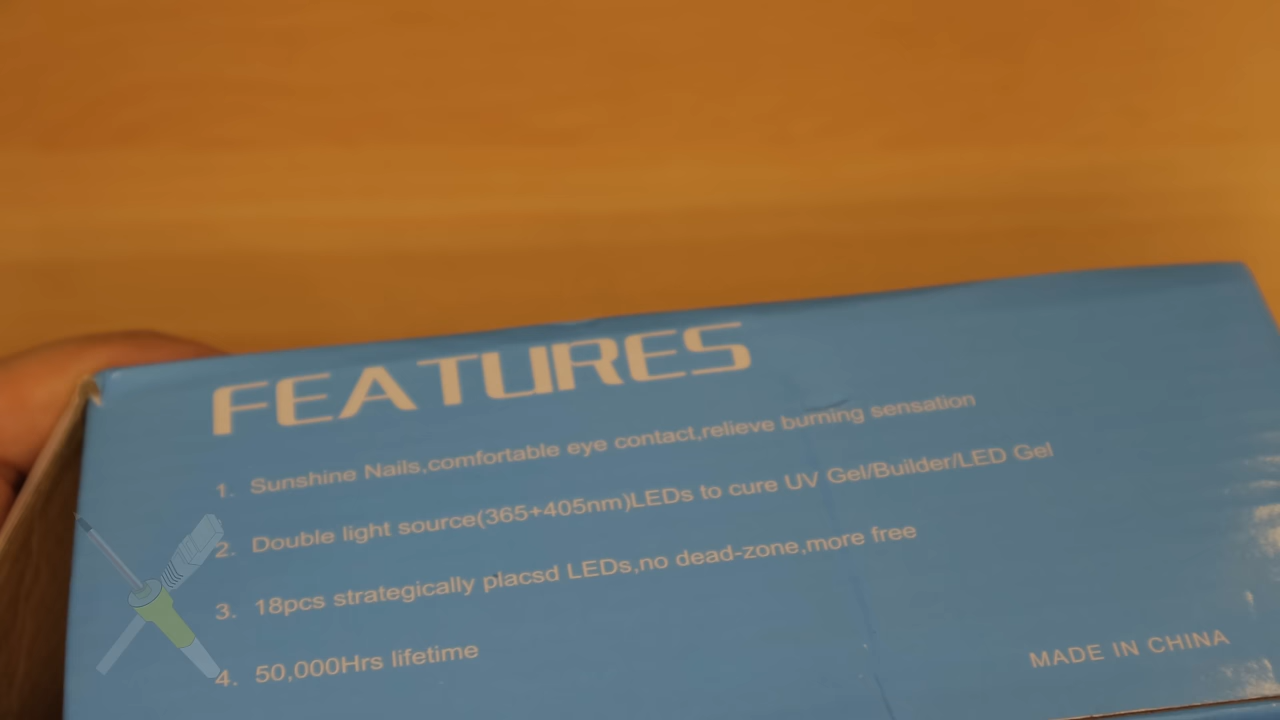 FEATURES
1. Sunshine Nails,comfortable eye contact,relieve burning sensation
2. Double light source(365+405nm)LEDs to cure UV Gel/Builder/LED Gel
3. 18pcs strategically placsd LEDs,no dead-zone,more free
4. 50,000Hrs lifetime
MADE IN CHINA